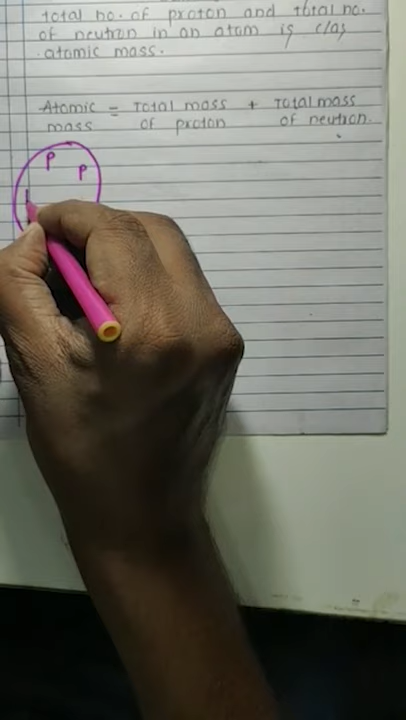 total no. of proton and total no.
of neutron in an atom is c/as
atomic mass.
Atomic = Total mass + Total mass
mass of proton of neutron.
P
P